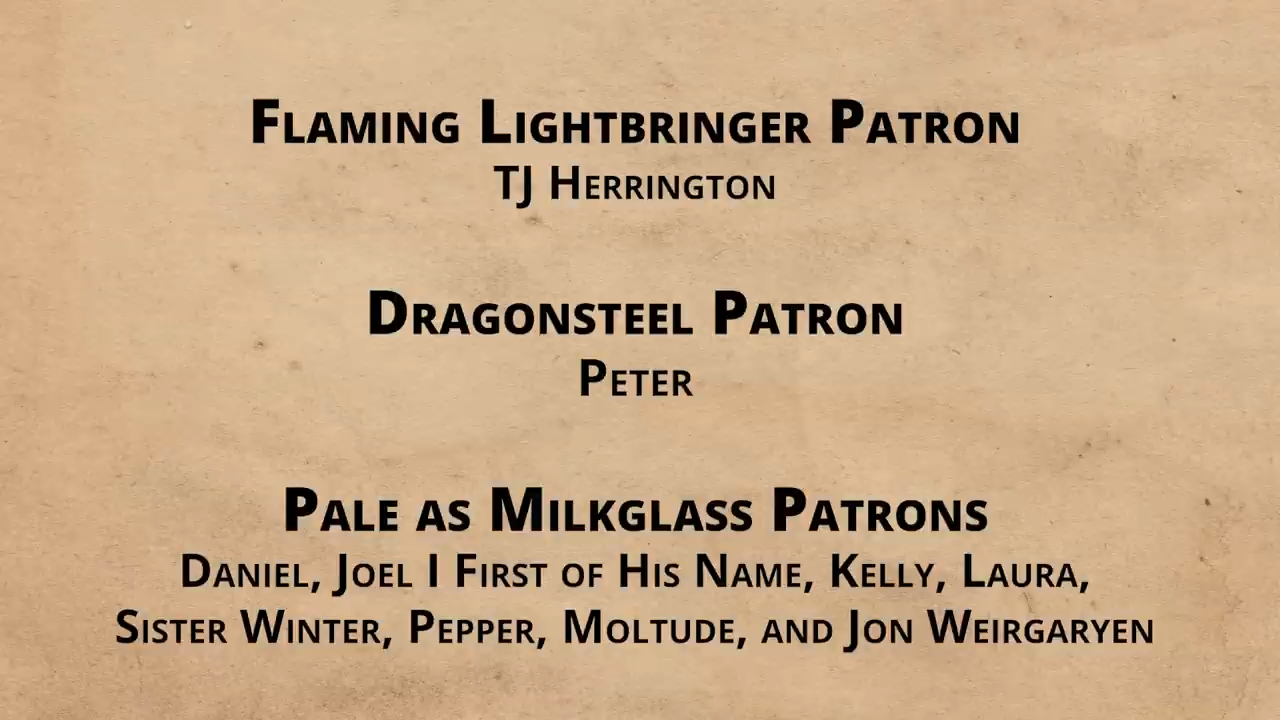 Flaming Lightbringer Patron
TJ Herrington
Dragonsteel Patron
Peter
Pale as Milkglass Patrons
Daniel, Joel I First of His Name, Kelly, Laura,
Sister Winter, Pepper, Moltude, and Jon Weirgaryen